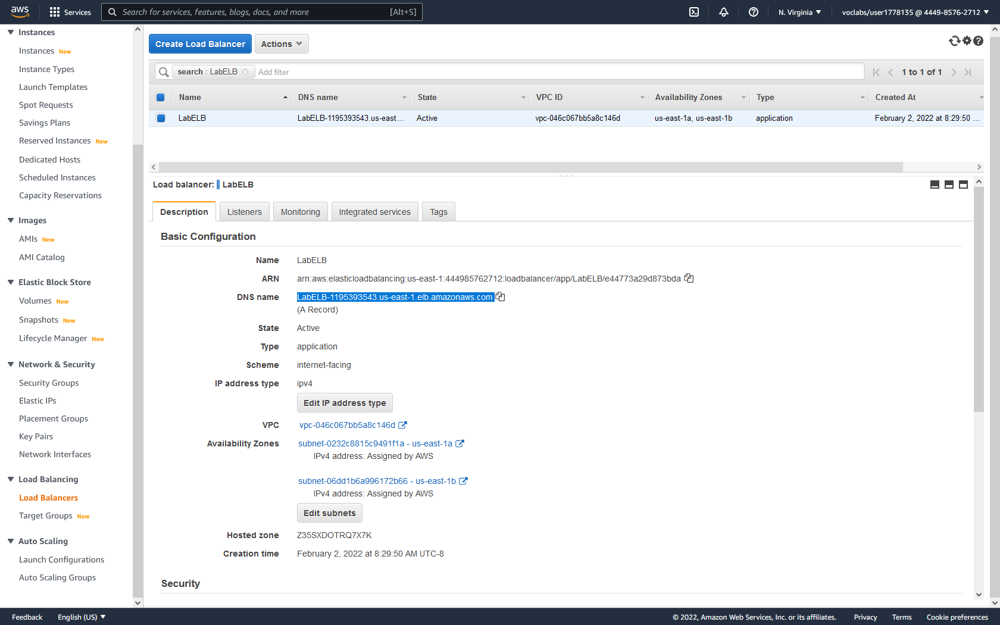 aws
Services
Search for services, features, blogs, docs, and more
[Alt+S]
N. Virginia
voclabs/user1778135 @ 4449-8576-2712
Instances
Instances New
Instance Types
Launch Templates
Spot Requests
Savings Plans
Reserved Instances New
Dedicated Hosts
Scheduled Instances
Capacity Reservations
Images
AMIs New
AMI Catalog
Elastic Block Store
Volumes New
Snapshots New
Lifecycle Manager New
Network & Security
Security Groups
Elastic IPs
Placement Groups
Key Pairs
Network Interfaces
Load Balancing
Load Balancers
Target Groups New
Auto Scaling
Launch Configurations
Auto Scaling Groups
Create Load Balancer
Actions
search : LabELB
Add filter
1 to 1 of 1
Name DNS name State VPC ID Availability Zones Type Created At
LabELB LabELB-1195393543.us-east... Active vpc-046c067bb5a8c146d us-east-1a, us-east-1b application February 2, 2022 at 8:29:50 ...
Load balancer: LabELB
Description Listeners Monitoring Integrated services Tags
Basic Configuration
Name LabELB
ARN arn:aws:elasticloadbalancing:us-east-1:444985762712:loadbalancer/app/LabELB/e44773a29d873bda
DNS name LabELB-1195393543.us-east-1.elb.amazonaws.com
(A Record)
State Active
Type application
Scheme internet-facing
IP address type ipv4
Edit IP address type
VPC vpc-046c067bb5a8c146d
Availability Zones subnet-0232c8815c9491f1a - us-east-1a
IPv4 address: Assigned by AWS
subnet-06dd1b6a996172b66 - us-east-1b
IPv4 address: Assigned by AWS
Edit subnets
Hosted zone Z35SXDOTRQ7X7K
Creation time February 2, 2022 at 8:29:50 AM UTC-8
Security
Feedback
English (US)
© 2022, Amazon Web Services, Inc. or its affiliates.
Privacy
Terms
Cookie preferences